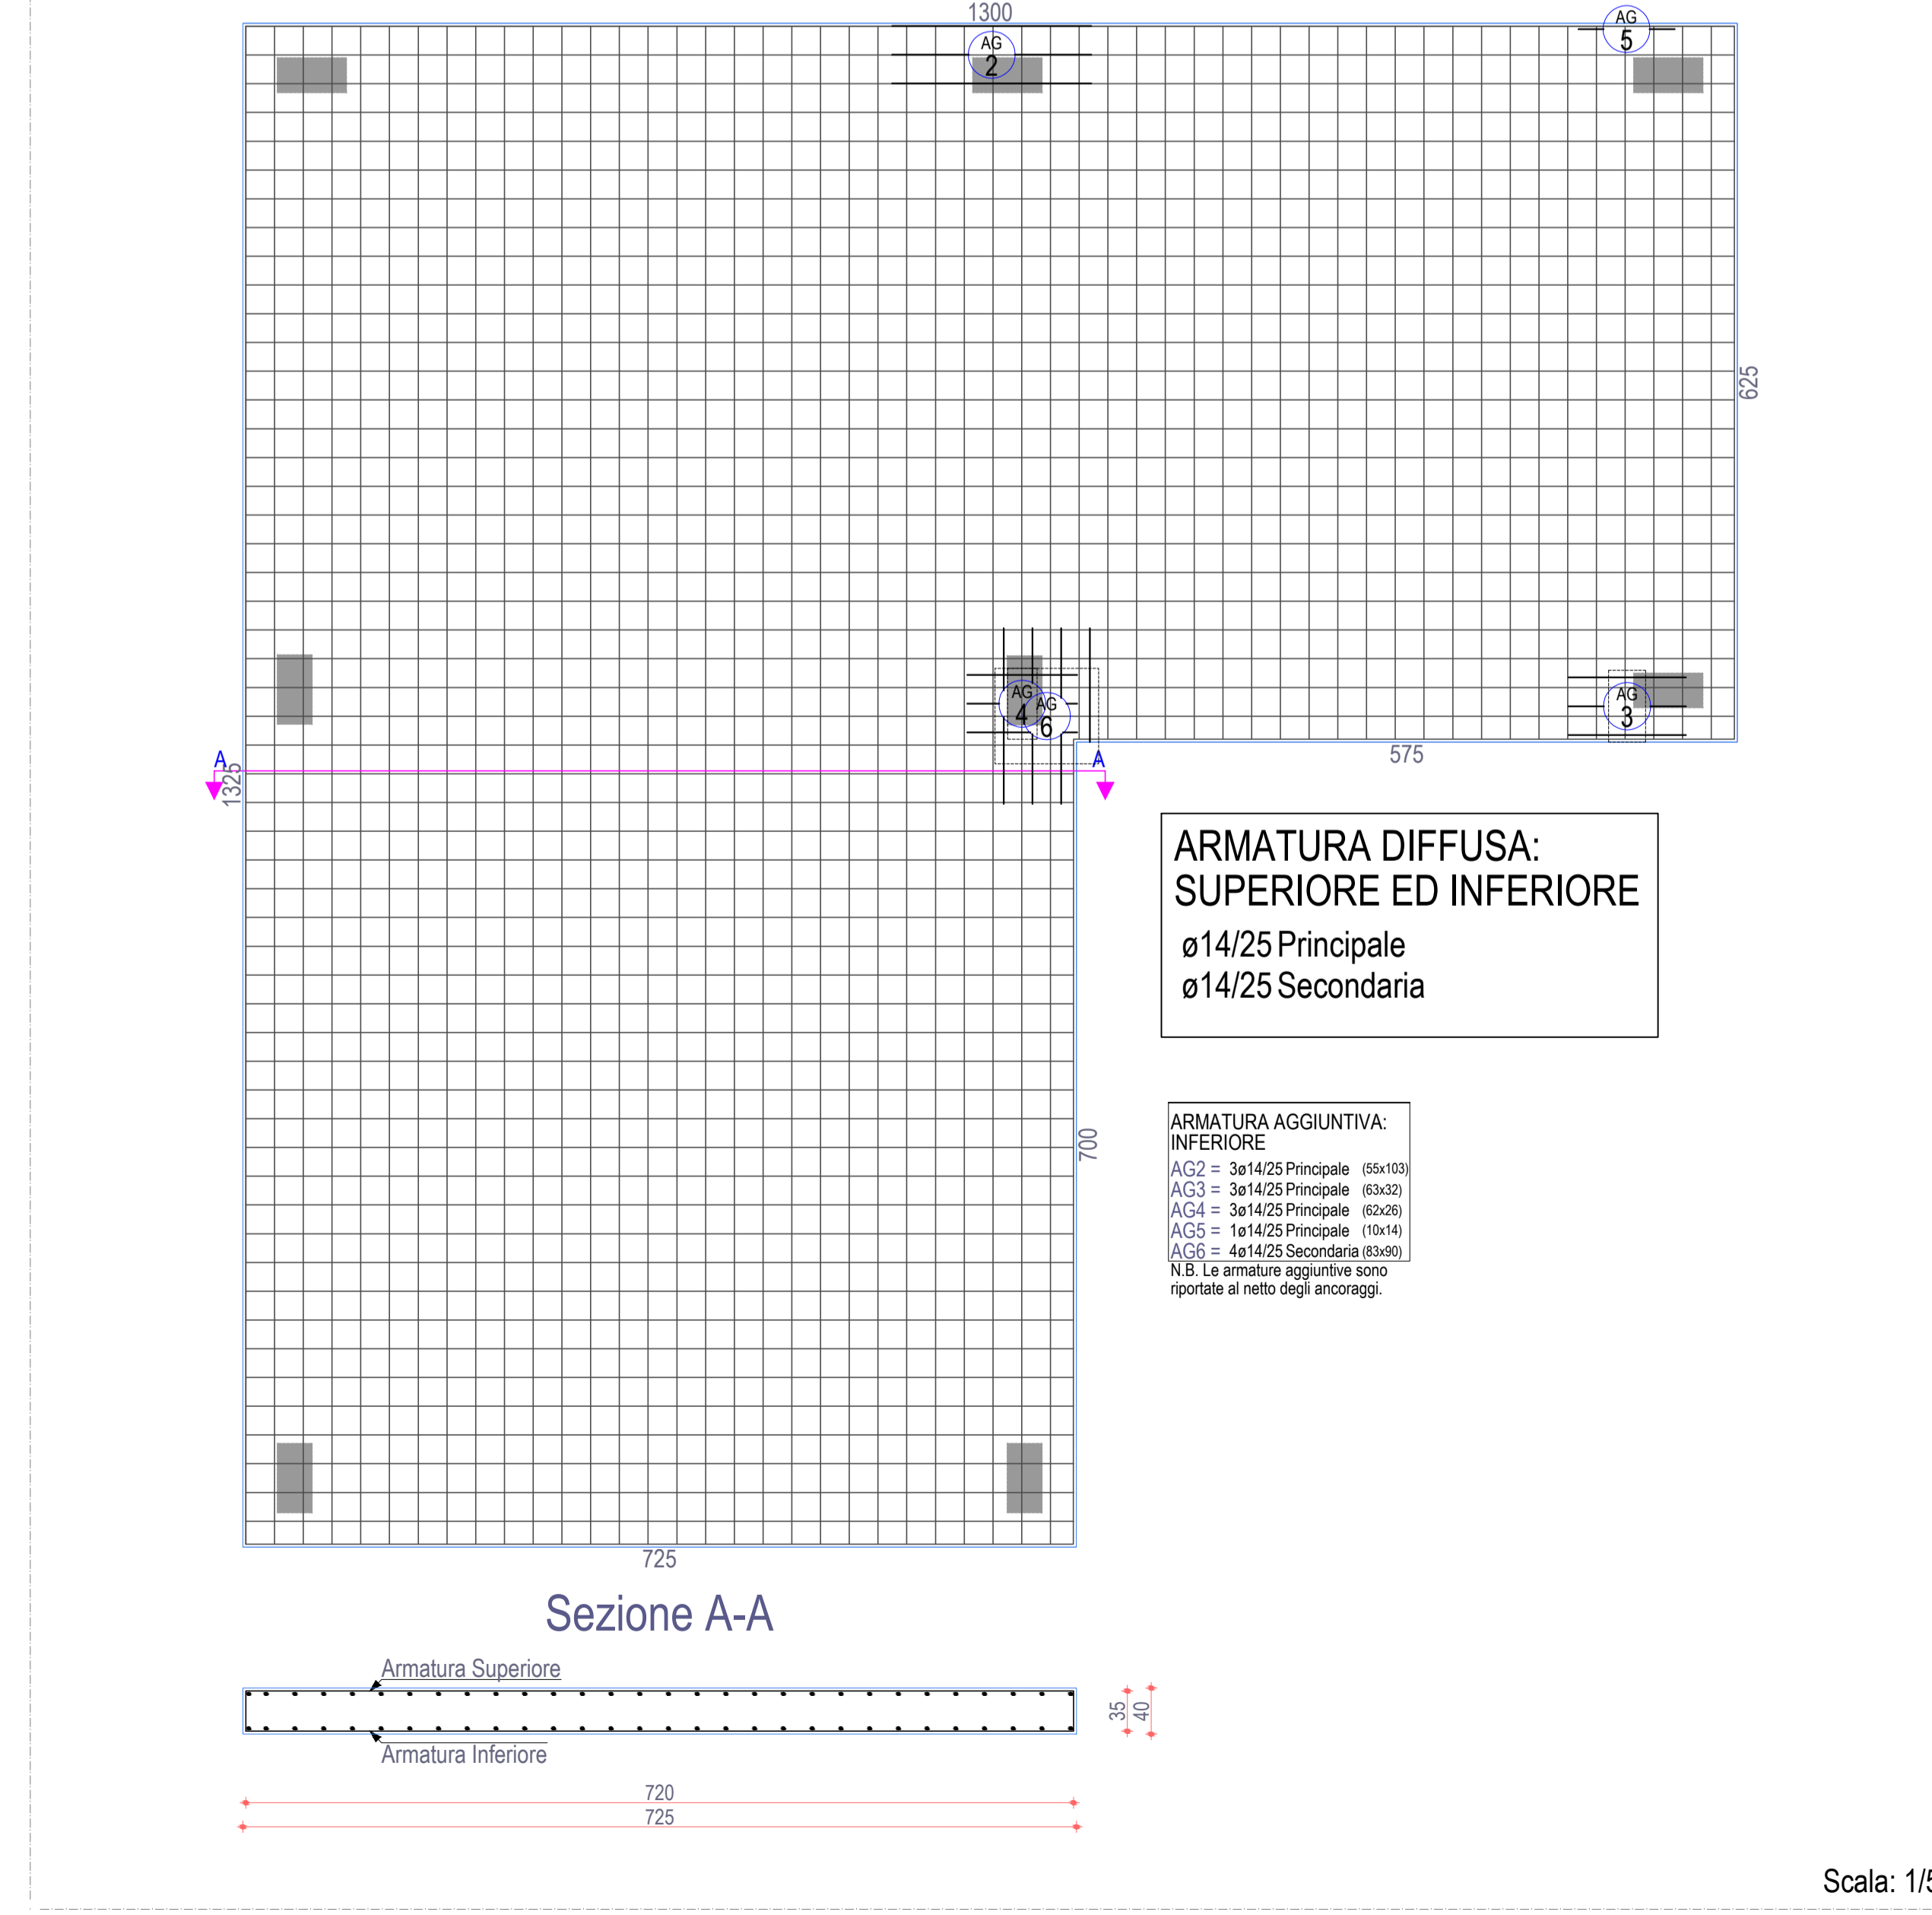 1300
AG
2
AG
5
625
AG
4
AG
6
AG
3
575
A
A
1325
ARMATURA DIFFUSA:
SUPERIORE ED INFERIORE
ø14/25 Principale
ø14/25 Secondaria
700
ARMATURA AGGIUNTIVA:
INFERIORE
AG2 = 3ø14/25 Principale (55x103)
AG3 = 3ø14/25 Principale (63x32)
AG4 = 3ø14/25 Principale (62x26)
AG5 = 1ø14/25 Principale (10x14)
AG6 = 4ø14/25 Secondaria (83x90)
N.B. Le armature aggiuntive sono
riportate al netto degli ancoraggi.
725
Sezione A-A
Armatura Superiore
Armatura Inferiore
35
40
720
725
Scala: 1/5